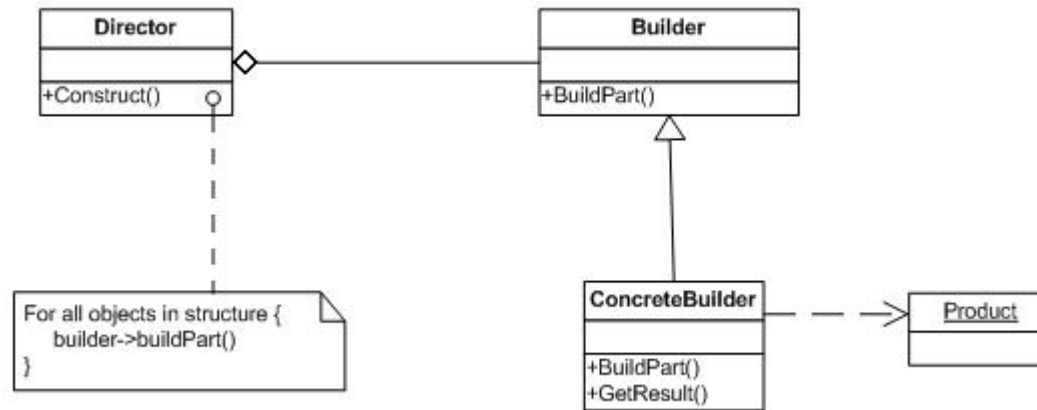 Director
+Construct()
Builder
+BuildPart()
For all objects in structure {
builder->buildPart()
}
ConcreteBuilder
+BuildPart()
+GetResult()
Product